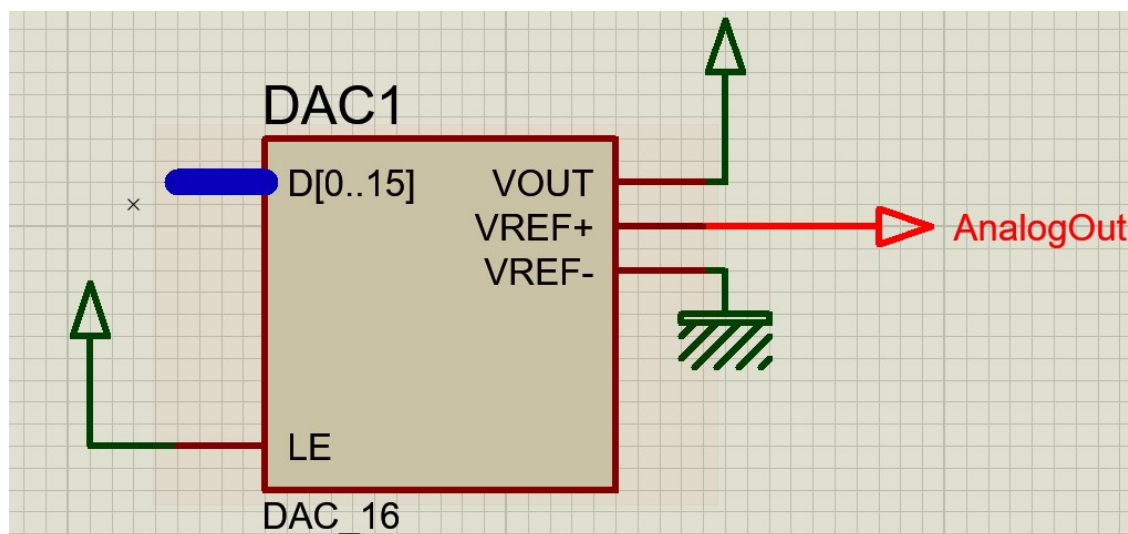 DAC1
D[0..15]
VOUT
VREF+
VREF-
AnalogOut
LE
DAC_16